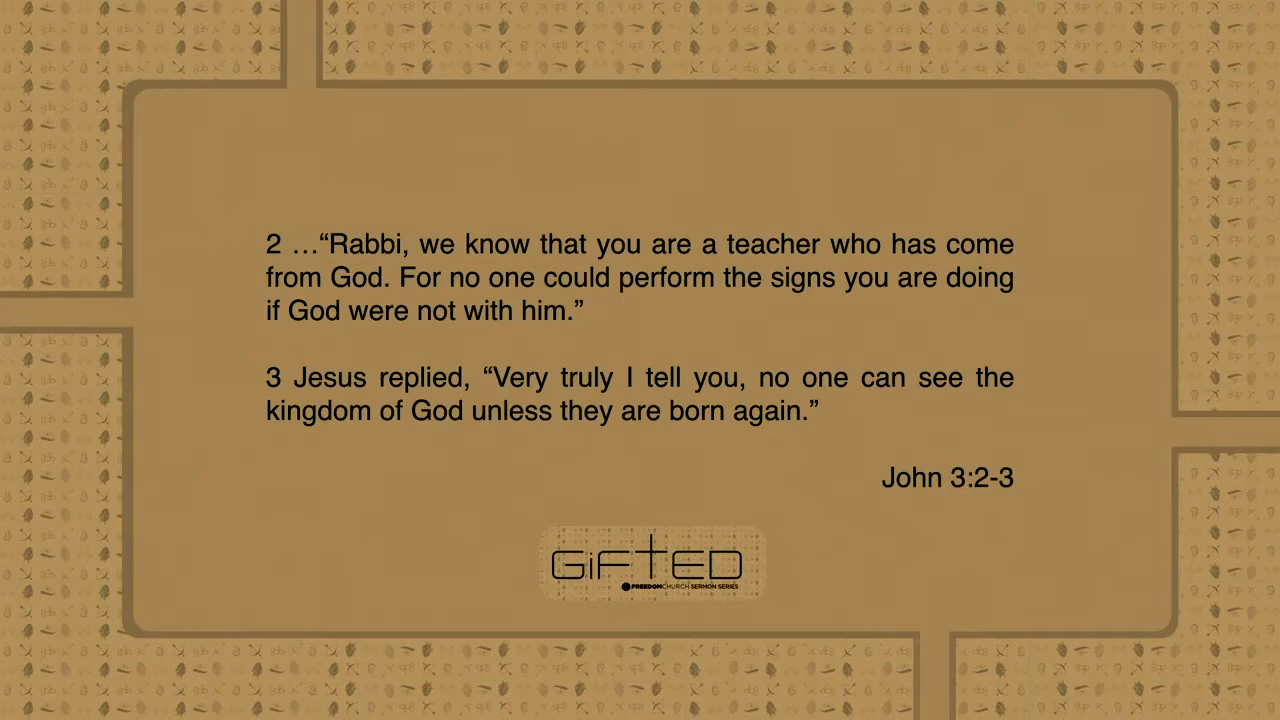 2 …“Rabbi, we know that you are a teacher who has come
from God. For no one could perform the signs you are doing
if God were not with him.”
3 Jesus replied, “Very truly I tell you, no one can see the
kingdom of God unless they are born again.”
John 3:2-3
GiFTED
FREEDOMCHURCH SERMON SERIES